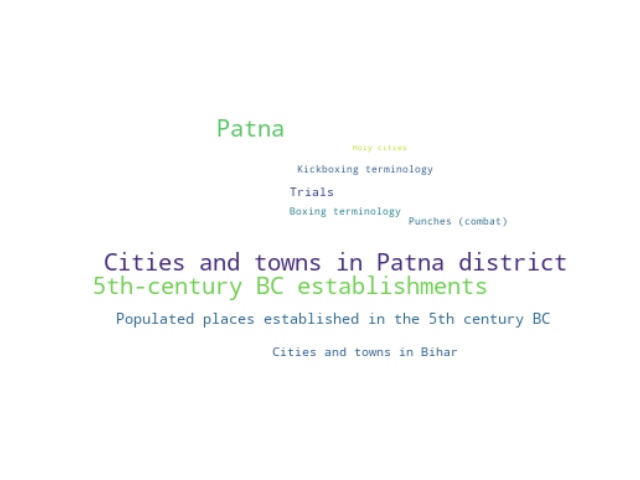 Patna
Holy cities
Kickboxing terminology
Trials
Boxing terminology
Punches (combat)
Cities and towns in Patna district
5th-century BC establishments
Populated places established in the 5th century BC
Cities and towns in Bihar